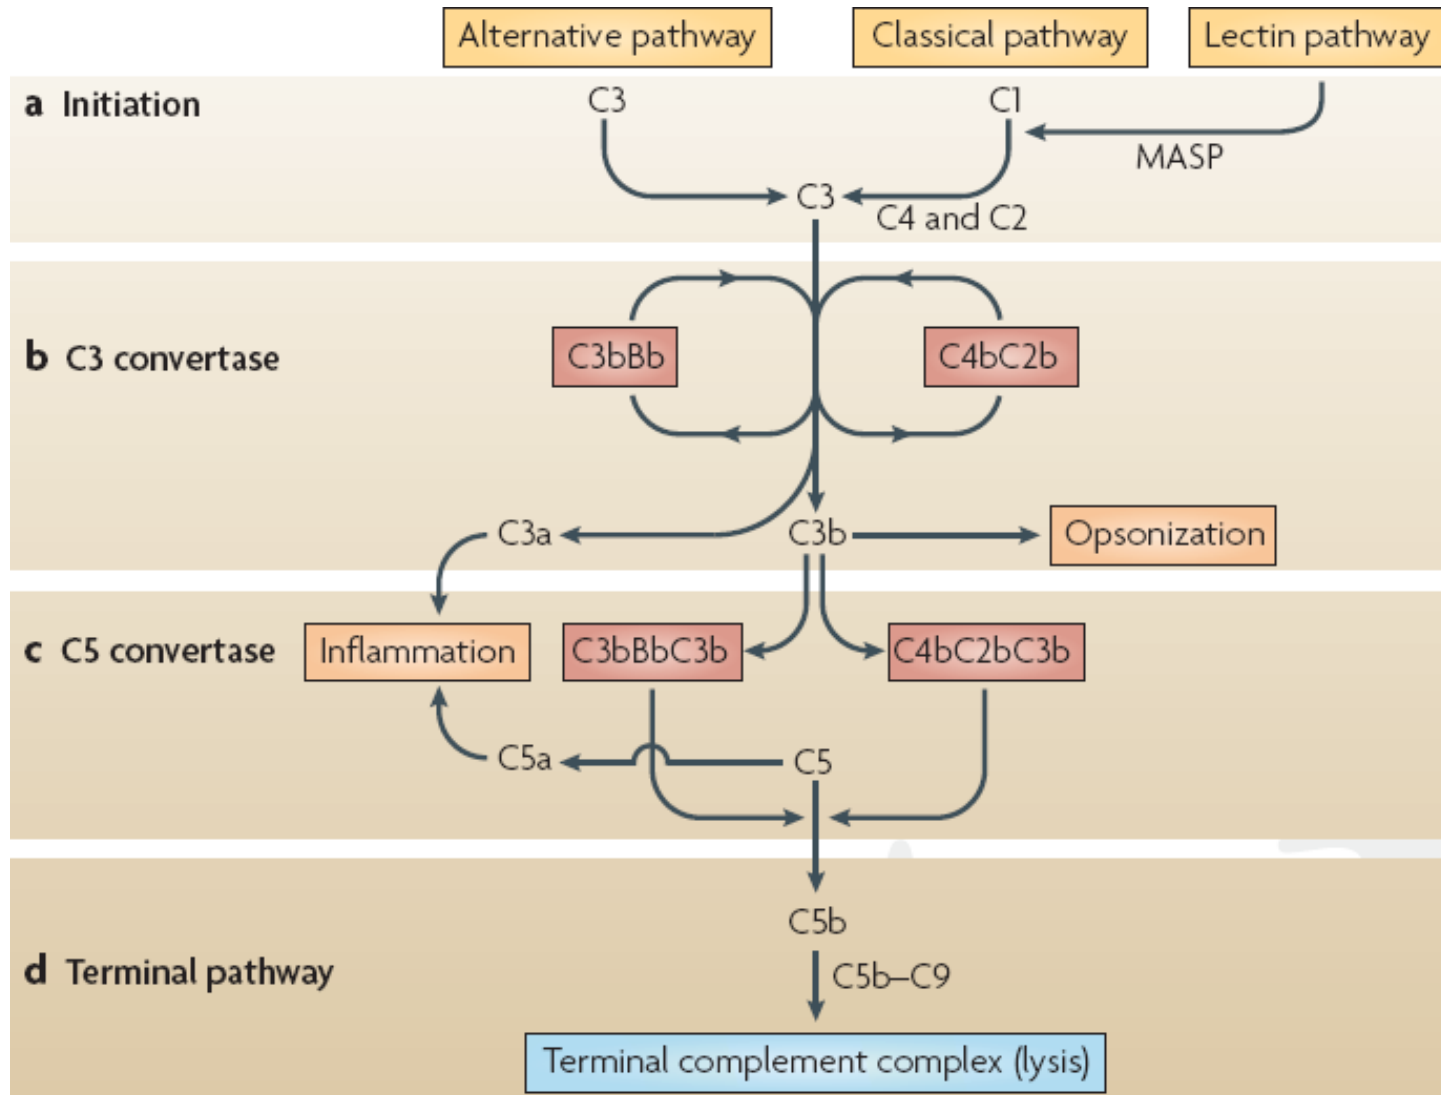 Alternative pathway
Classical pathway
Lectin pathway
a Initiation
C3
C1
MASP
C3
C4 and C2
b C3 convertase
C3bBb
C4bC2b
C3a
C3b
Opsonization
c C5 convertase
Inflammation
C3bBbC3b
C4bC2bC3b
C5a
C5
C5b
d Terminal pathway
C5b–C9
Terminal complement complex (lysis)